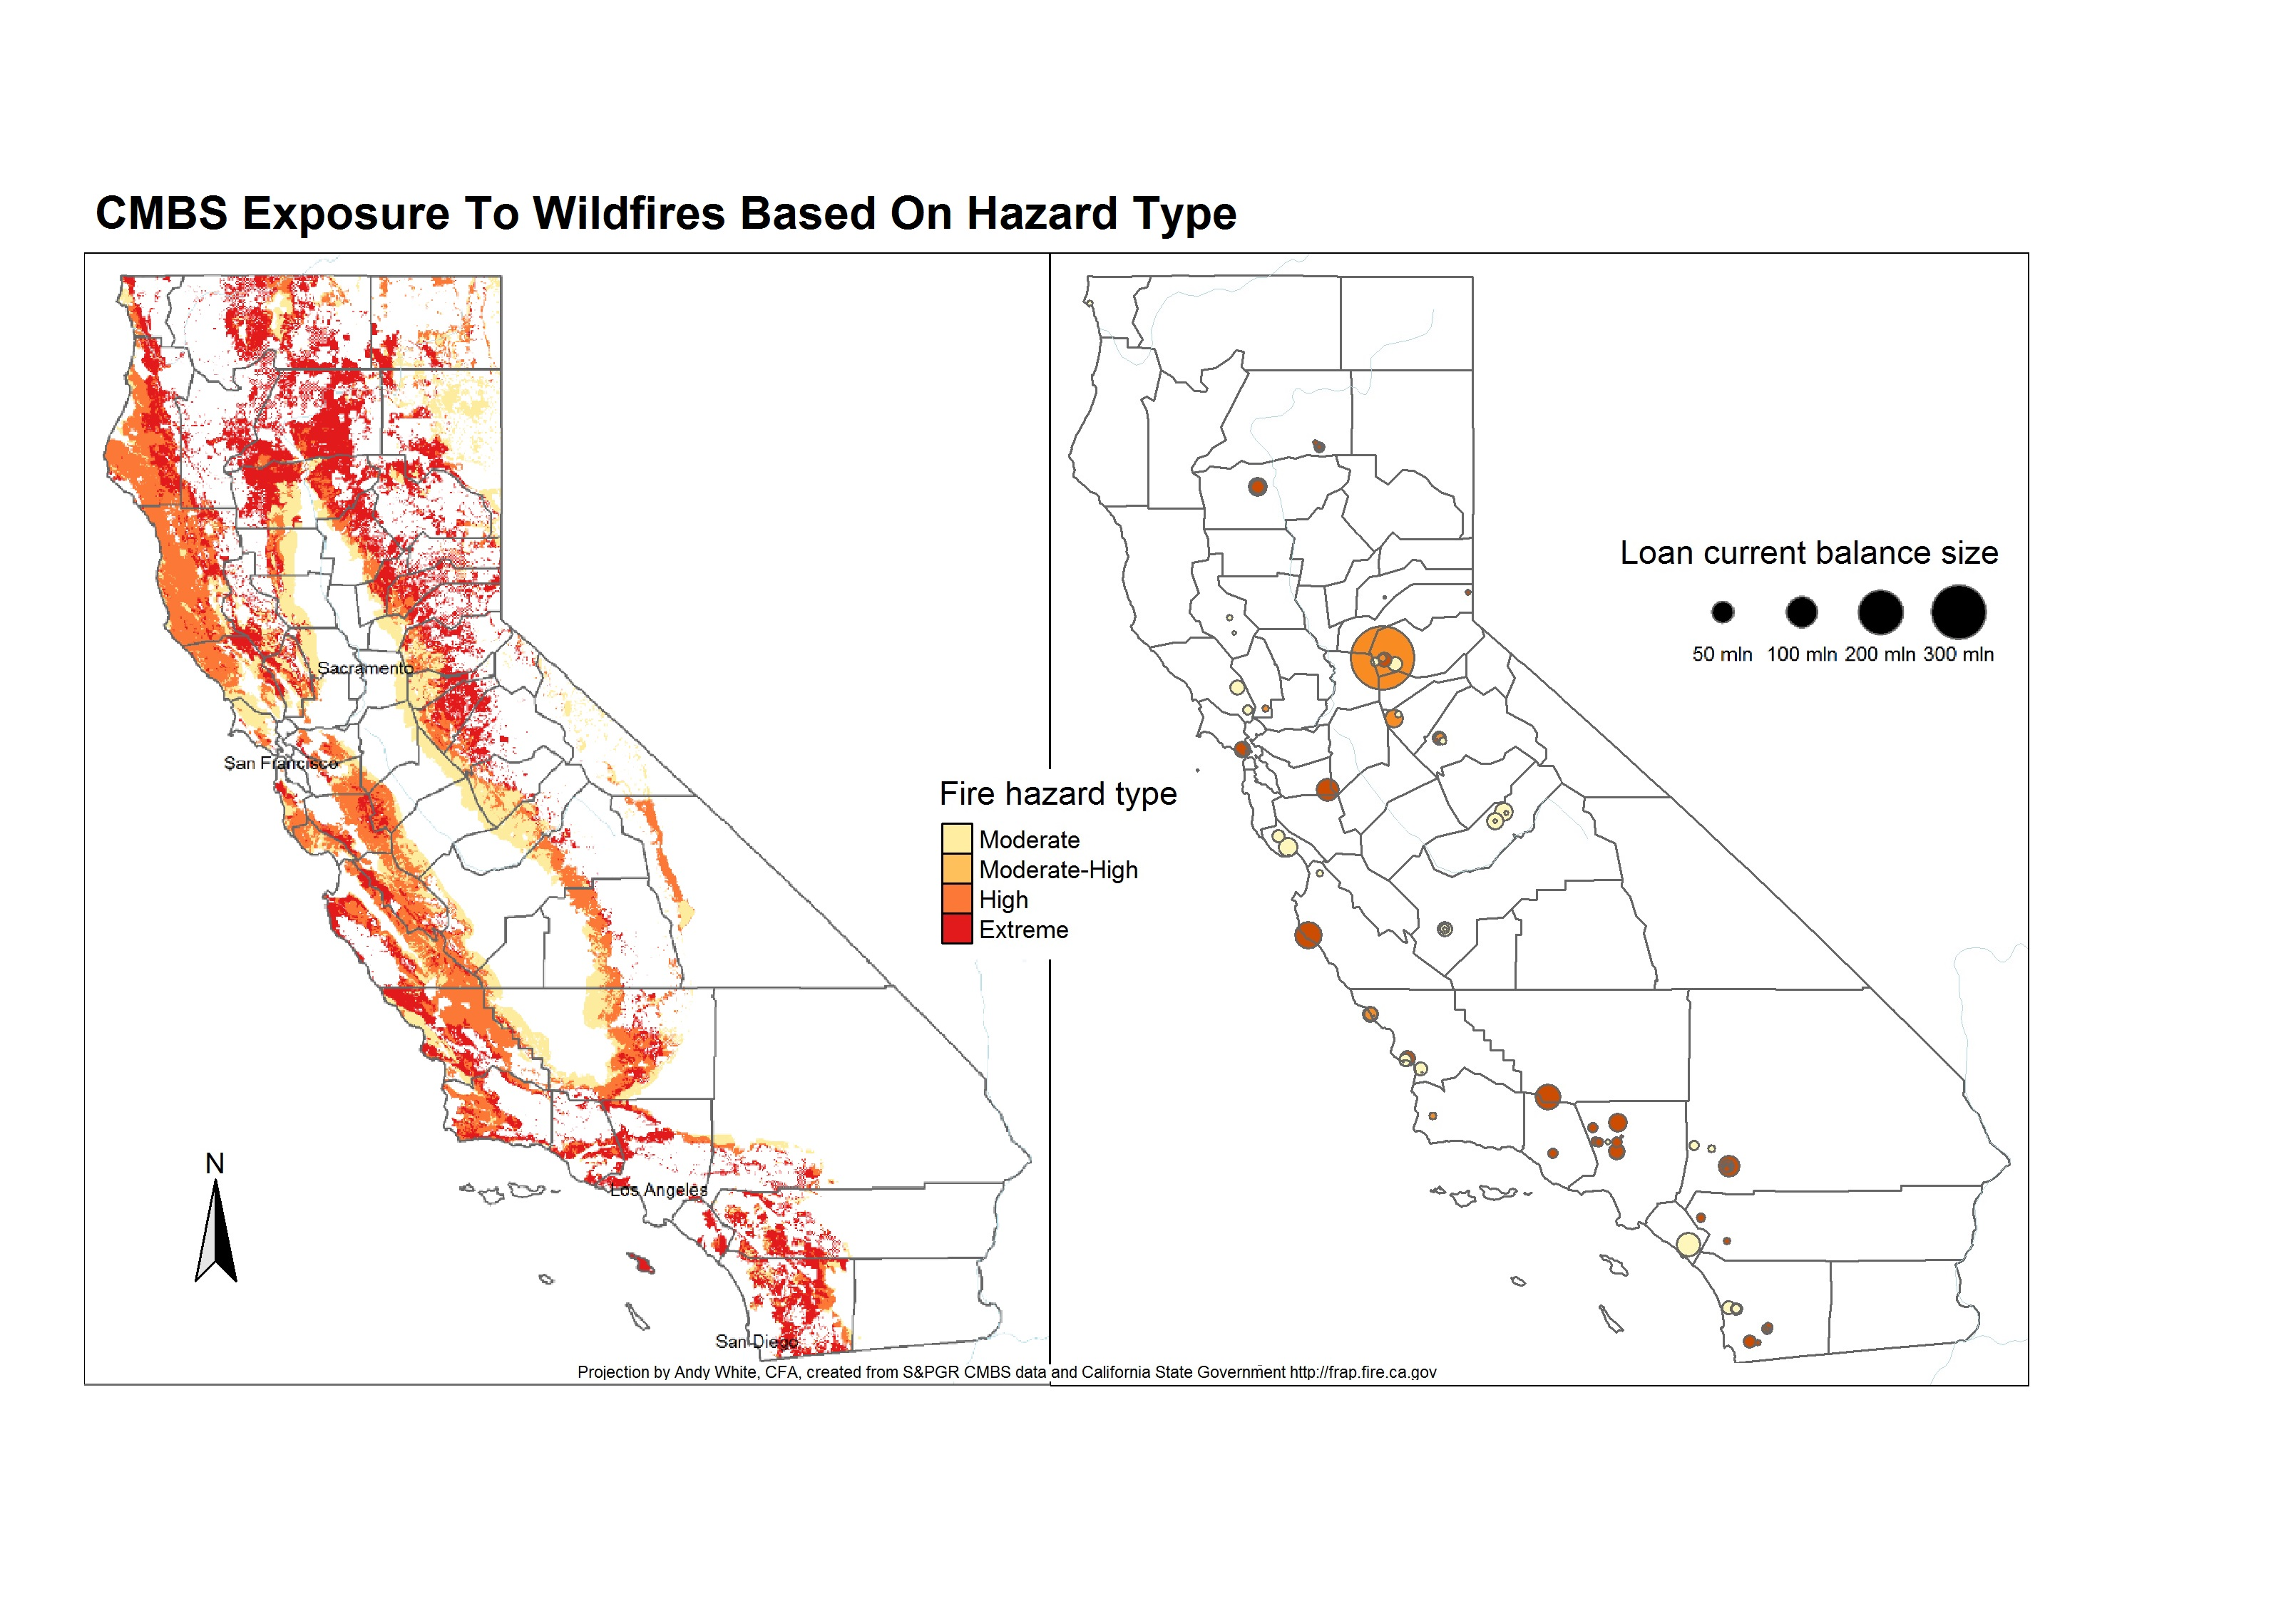 CMBS Exposure To Wildfires Based On Hazard Type
Sacramento
San Francisco
Los Angeles
San Diego
N
Fire hazard type
Moderate
Moderate-High
High
Extreme
Loan current balance size
50 mln 100 mln 200 mln 300 mln
Projection by Andy White, CFA, created from S&PGR CMBS data and California State Government http://frap.fire.ca.gov